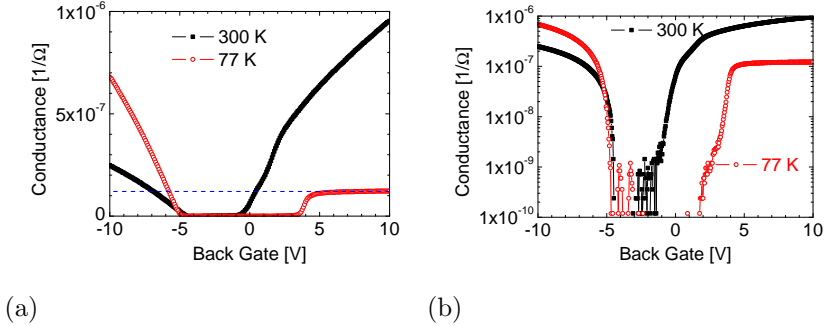 1x10⁻⁶
5x10⁻⁷
0
Conductance [1/Ω]
300 K
77 K
-10 -5 0 5 10
Back Gate [V]
(a)
1x10⁻⁶
1x10⁻⁷
1x10⁻⁸
1x10⁻⁹
1x10⁻¹⁰
Conductance [1/Ω]
300 K
77 K
-10 -5 0 5 10
Back Gate [V]
(b)